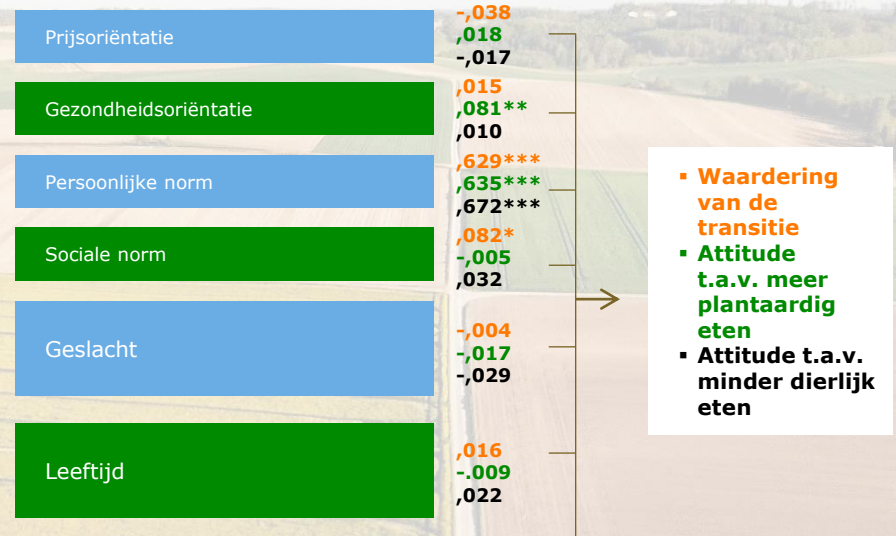 -,038
Prijsoriëntatie
,018
-,017
,015
Gezondheidsoriëntatie
,081**
,010
,629***
Persoonlijke norm
,635***
,672***
,082*
Sociale norm
-,005
,032
-,004
Geslacht
-,017
-,029
,016
Leeftijd
-.009
,022
▪ Waardering
van de
transitie
▪ Attitude
t.a.v. meer
plantaardig
eten
▪ Attitude t.a.v.
minder dierlijk
eten